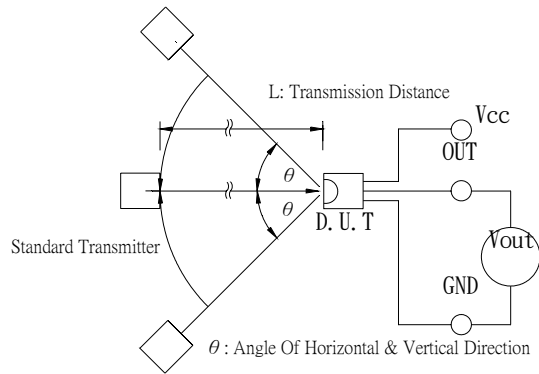 L: Transmission Distance
Vcc
OUT
θ
θ
D.U.T
Standard Transmitter
Vout
GND
θ : Angle Of Horizontal & Vertical Direction